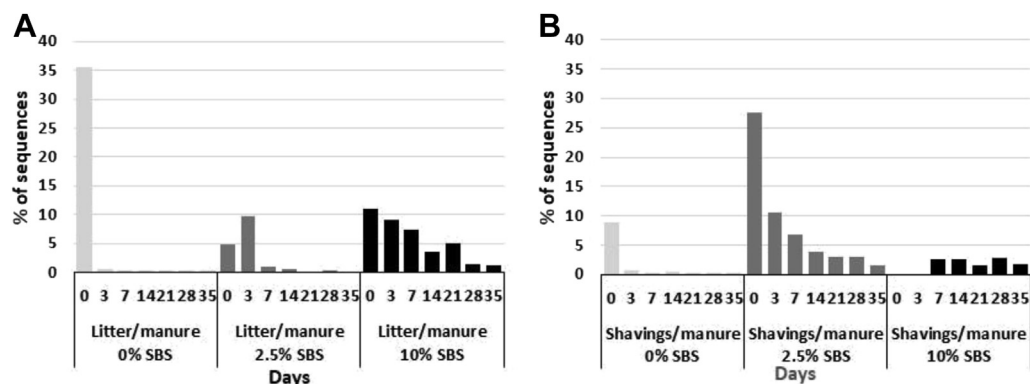 A
% of sequences
40
35
30
25
20
15
10
5
0
0 3 7 14 21 28 35 0 3 7 14 21 28 35 0 3 7 14 21 28 35
Litter/manure Litter/manure Litter/manure
0% SBS 2.5% SBS 10% SBS
Days
B
% of sequences
40
35
30
25
20
15
10
5
0
0 3 7 14 21 28 35 0 3 7 14 21 28 35 0 3 7 14 21 28 35
Shavings/manure Shavings/manure Shavings/manure
0% SBS 2.5% SBS 10% SBS
Days